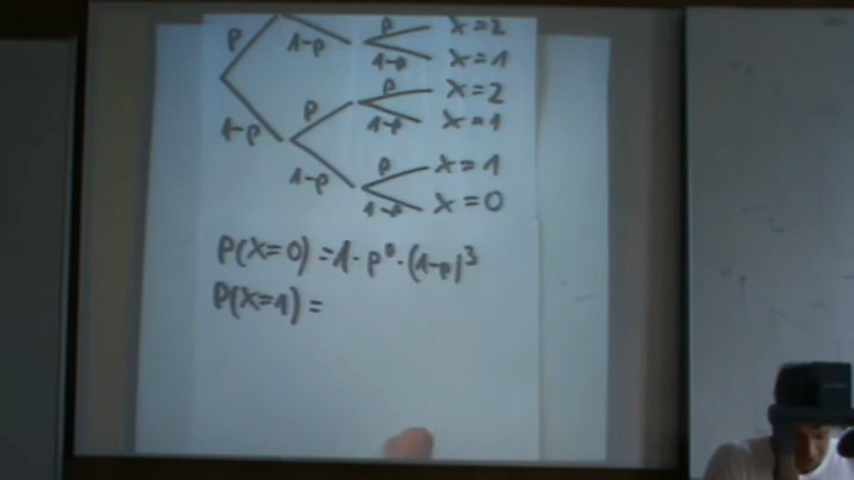 p 1-p p X=2
1-p X=1
p p X=2
1-p 1-p X=1
1-p p X=1
1-p X=0
P(X=0) = 1· p⁰ · (1-p)³
P(X=1) =